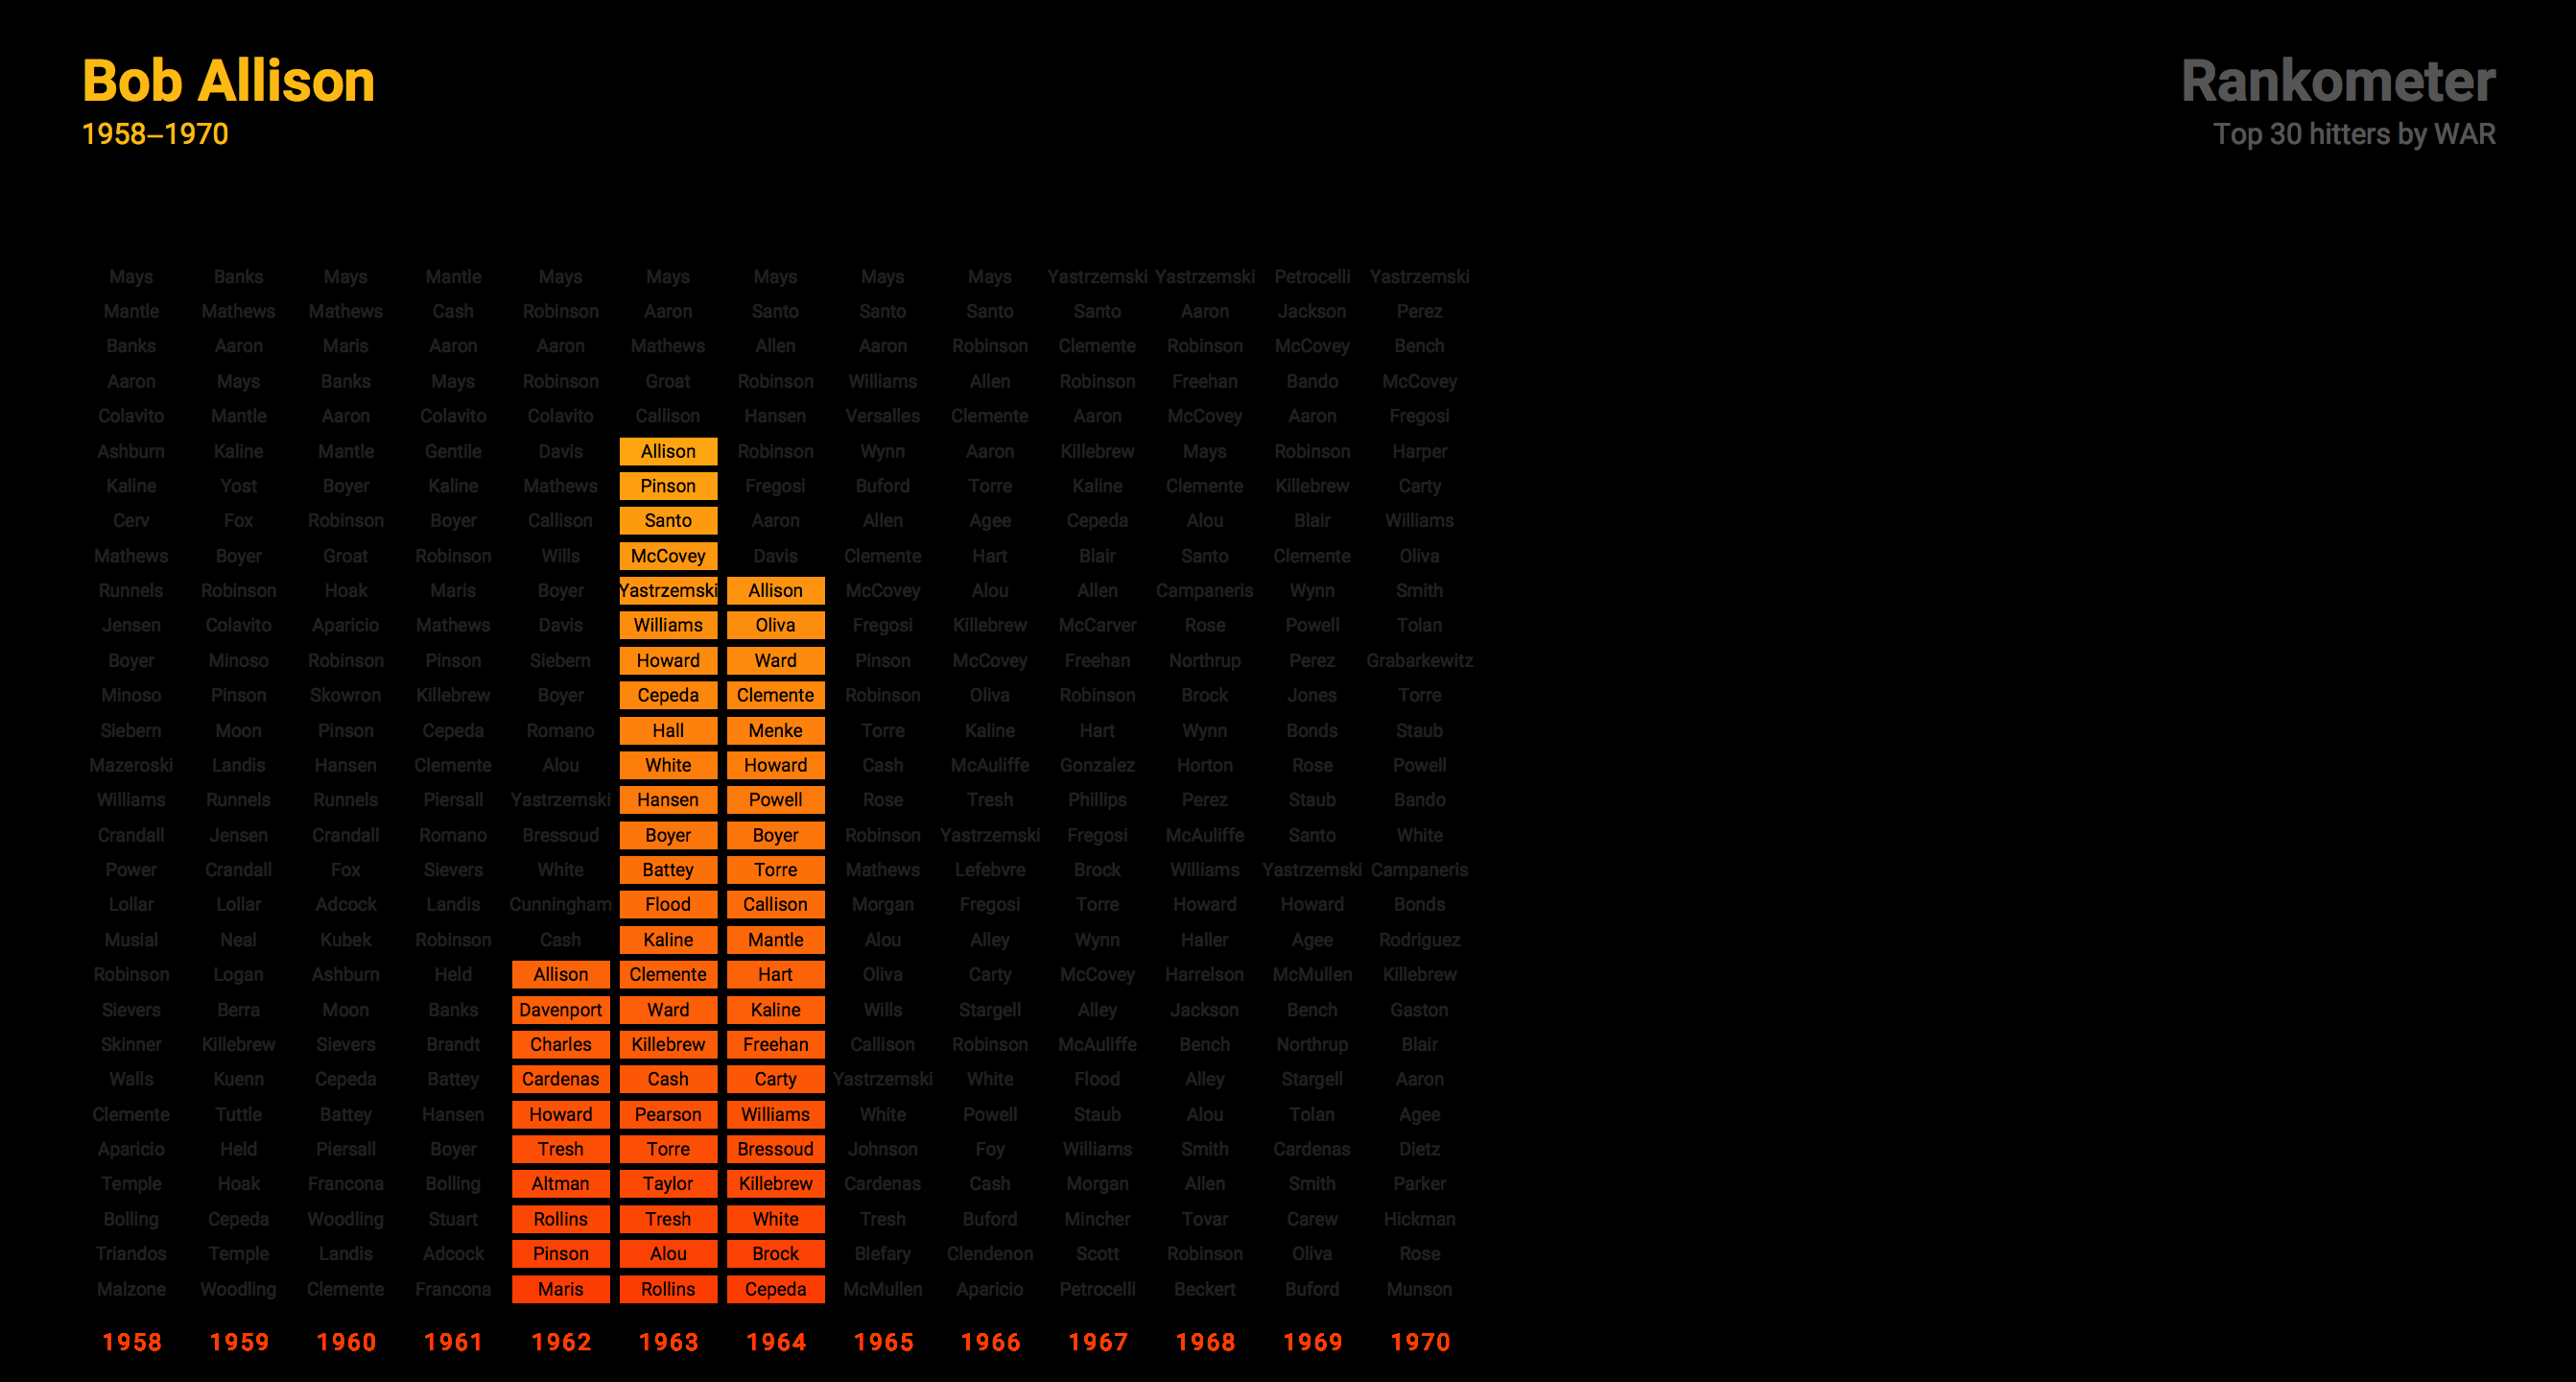 Bob Allison
1958–1970
Rankometer
Top 30 hitters by WAR
Mays Banks Mays Mantle Mays Mays Mays Mays Mays Yastrzemski Yastrzemski Petrocelli Yastrzemski
Mantle Mathews Mathews Cash Robinson Aaron Santo Santo Santo Santo Aaron Jackson Perez
Banks Aaron Maris Aaron Aaron Mathews Allen Aaron Robinson Clemente Robinson McCovey Bench
Aaron Mays Banks Mays Robinson Groat Robinson Williams Allen Robinson Freehan Bando McCovey
Colavito Mantle Aaron Colavito Colavito Callison Hansen Versalles Clemente Aaron McCovey Aaron Fregosi
Ashburn Kaline Mantle Gentile Davis Allison Robinson Wynn Aaron Killebrew Mays Robinson Harper
Kaline Yost Boyer Kaline Mathews Pinson Fregosi Buford Torre Kaline Clemente Killebrew Carty
Cerv Fox Robinson Boyer Callison Santo Aaron Allen Agee Cepeda Alou Blair Williams
Mathews Boyer Groat Robinson Wills McCovey Davis Clemente Hart Blair Santo Clemente Oliva
Runnels Robinson Hoak Maris Boyer Yastrzemski Allison McCovey Alou Allen Campaneris Wynn Smith
Jensen Colavito Aparicio Mathews Davis Williams Oliva Fregosi Killebrew McCarver Rose Powell Tolan
Boyer Minoso Robinson Pinson Siebern Howard Ward Pinson McCovey Freehan Northrup Perez Grabarkewitz
Minoso Pinson Skowron Killebrew Boyer Cepeda Clemente Robinson Oliva Robinson Brock Jones Torre
Siebern Moon Pinson Cepeda Romano Hall Menke Torre Kaline Hart Wynn Bonds Staub
Mazeroski Landis Hansen Clemente Alou White Howard Cash McAuliffe Gonzalez Horton Rose Powell
Williams Runnels Runnels Piersall Yastrzemski Hansen Powell Rose Tresh Phillips Perez Staub Bando
Crandall Jensen Crandall Romano Bressoud Boyer Boyer Robinson Yastrzemski Fregosi McAuliffe Santo White
Power Crandall Fox Sievers White Battey Torre Mathews Lefebvre Brock Williams Yastrzemski Campaneris
Lollar Lollar Adcock Landis Cunningham Flood Callison Morgan Fregosi Torre Howard Howard Bonds
Musial Neal Kubek Robinson Cash Kaline Mantle Alou Alley Wynn Haller Agee Rodriguez
Robinson Logan Ashburn Held Allison Clemente Hart Oliva Carty McCovey Harrelson McMullen Killebrew
Sievers Berra Moon Banks Davenport Ward Kaline Wills Stargell Alley Jackson Bench Gaston
Skinner Killebrew Sievers Brandt Charles Killebrew Freehan Callison Robinson McAuliffe Bench Northrup Blair
Walls Kuenn Cepeda Battey Cardenas Cash Carty Yastrzemski White Flood Alley Stargell Aaron
Clemente Tuttle Battey Hansen Howard Pearson Williams White Powell Staub Alou Tolan Agee
Aparicio Held Piersall Boyer Tresh Torre Bressoud Johnson Foy Williams Smith Cardenas Dietz
Temple Hoak Francona Bolling Altman Taylor Killebrew Cardenas Cash Morgan Allen Smith Parker
Bolling Cepeda Woodling Stuart Rollins Tresh White Tresh Buford Mincher Tovar Carew Hickman
Triandos Temple Landis Adcock Pinson Alou Brock Blefary Clendenon Scott Robinson Oliva Rose
Malzone Woodling Clemente Francona Maris Rollins Cepeda McMullen Aparicio Petrocelli Beckert Buford Munson
1958 1959 1960 1961 1962 1963 1964 1965 1966 1967 1968 1969 1970